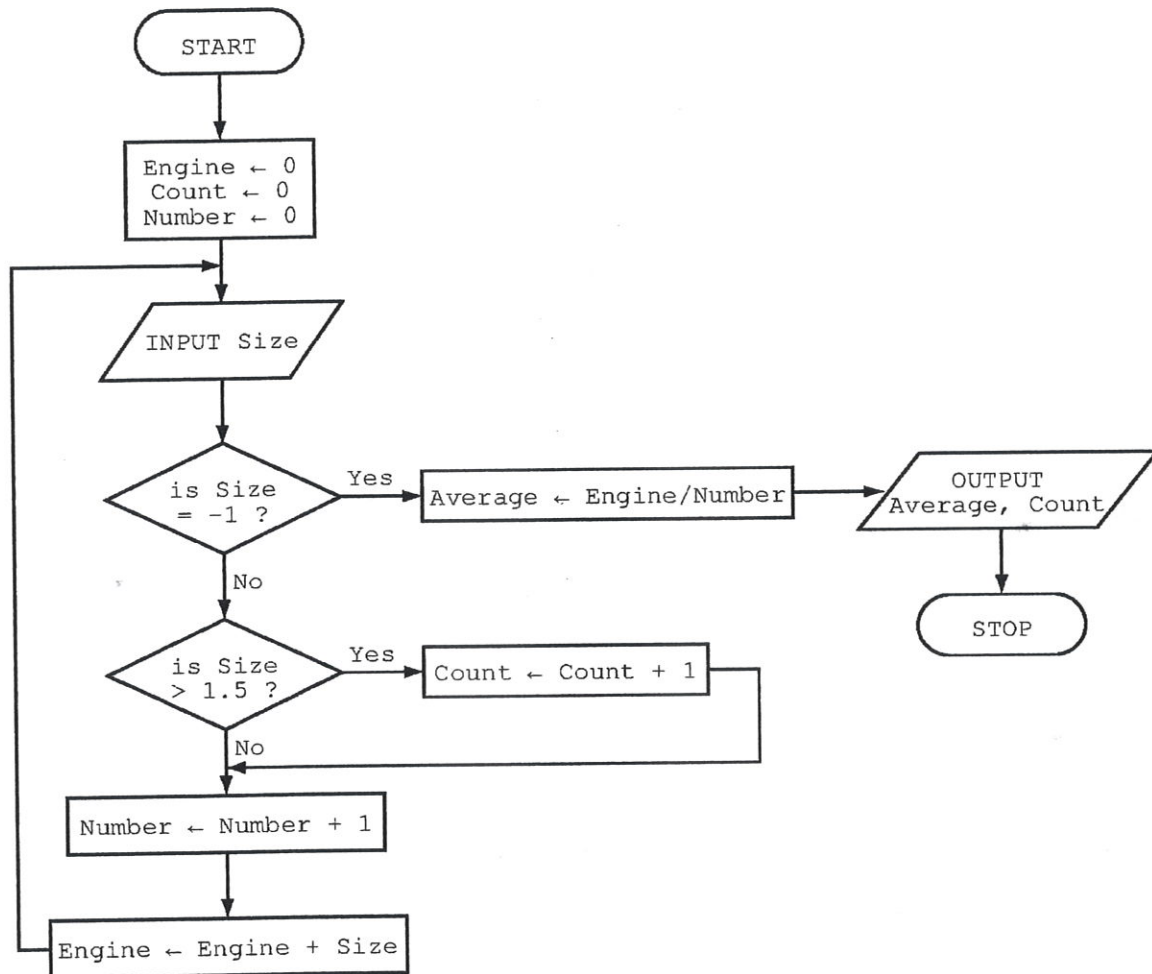 START
Engine ← 0
Count ← 0
Number ← 0
INPUT Size
is Size
= -1 ?
Yes
Average ← Engine/Number
OUTPUT
Average, Count
STOP
No
is Size
> 1.5 ?
Yes
Count ← Count + 1
No
Number ← Number + 1
Engine ← Engine + Size